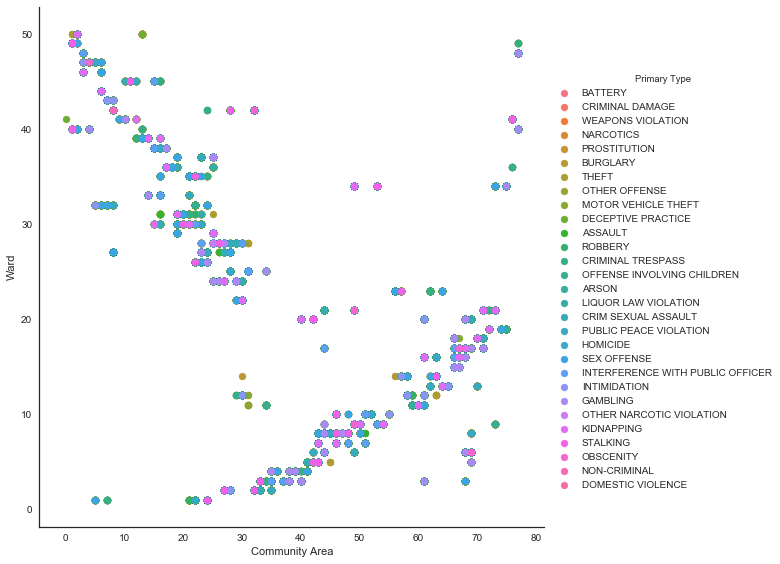 50
40
30
20
10
0
Ward
0 10 20 30 40 50 60 70 80
Community Area
Primary Type
BATTERY
CRIMINAL DAMAGE
WEAPONS VIOLATION
NARCOTICS
PROSTITUTION
BURGLARY
THEFT
OTHER OFFENSE
MOTOR VEHICLE THEFT
DECEPTIVE PRACTICE
ASSAULT
ROBBERY
CRIMINAL TRESPASS
OFFENSE INVOLVING CHILDREN
ARSON
LIQUOR LAW VIOLATION
CRIM SEXUAL ASSAULT
PUBLIC PEACE VIOLATION
HOMICIDE
SEX OFFENSE
INTERFERENCE WITH PUBLIC OFFICER
INTIMIDATION
GAMBLING
OTHER NARCOTIC VIOLATION
KIDNAPPING
STALKING
OBSCENITY
NON-CRIMINAL
DOMESTIC VIOLENCE